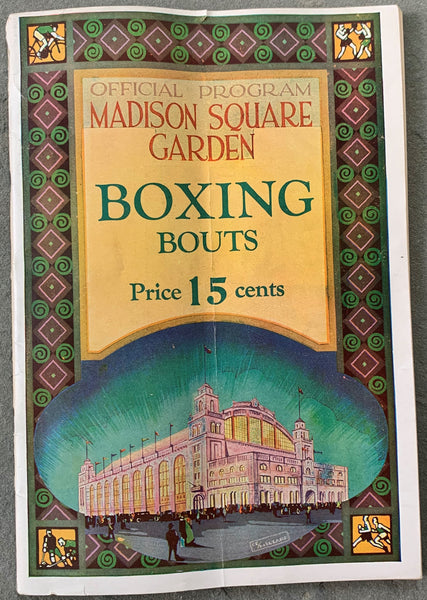 OFFICIAL PROGRAM
MADISON SQUARE
GARDEN
BOXING
BOUTS
Price 15 cents